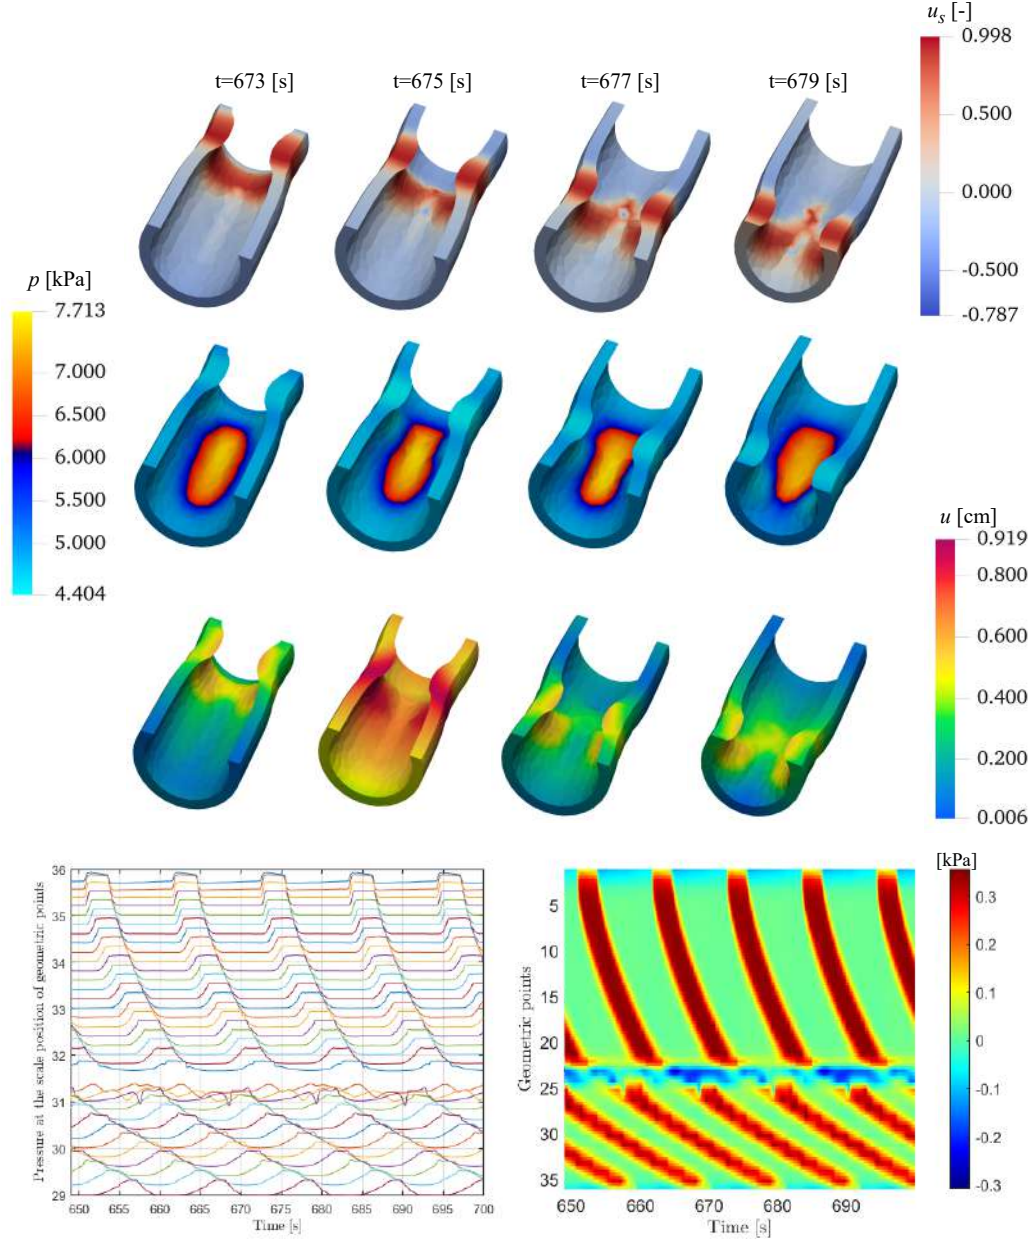 u_s [-]
0.998
0.500
0.000
-0.500
-0.787
t=673 [s]
t=675 [s]
t=677 [s]
t=679 [s]
p [kPa]
7.713
7.000
6.500
6.000
5.500
5.000
4.404
u [cm]
0.919
0.800
0.600
0.400
0.200
0.006
Pressure at the scale position of geometric points
36
35
34
33
32
31
30
29
650 655 660 665 670 675 680 685 690 695 700
Time [s]
Geometric points
5
10
15
20
25
30
35
650 660 670 680 690
Time [s]
[kPa]
0.3
0.2
0.1
0
-0.1
-0.2
-0.3